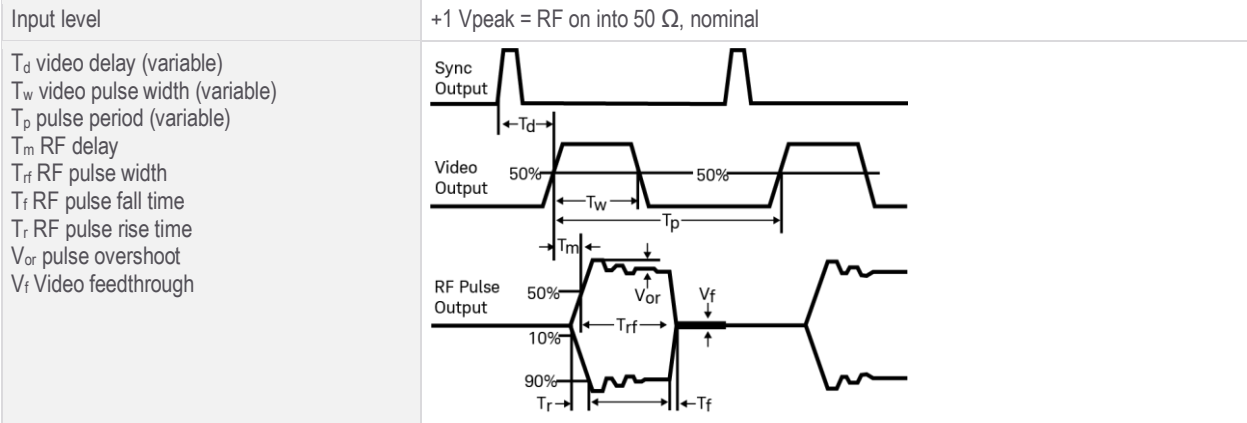 Input level
+1 Vpeak = RF on into 50 Ω, nominal
Td video delay (variable)
Tw video pulse width (variable)
Tp pulse period (variable)
Tm RF delay
Trf RF pulse width
Tf RF pulse fall time
Tr RF pulse rise time
Vor pulse overshoot
Vf Video feedthrough
Sync
Output
Td
Video
Output
50%
50%
Tw
Tp
Tm
RF Pulse
Output
50%
Vor
Vf
Trf
10%
90%
Tr
Tf